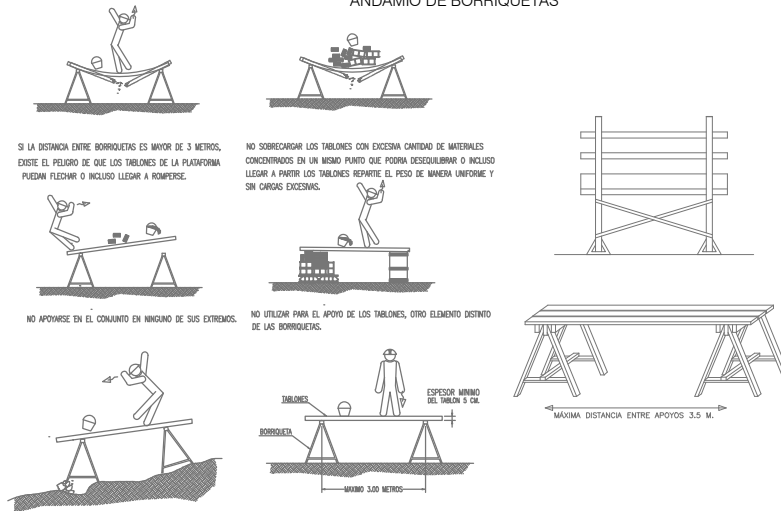 ANDAMIO DE BORRIQUETAS
SI LA DISTANCIA ENTRE BORRIQUETAS ES MAYOR DE 3 METROS,
EXISTE EL PELIGRO DE QUE LOS TABLONES DE LA PLATAFORMA
PUEDAN FLECHAR O INCLUSO LLEGAR A ROMPERSE.
NO SOBRECARGAR LOS TABLONES CON EXCESIVA CANTIDAD DE MATERIALES
CONCENTRADOS EN UN MISMO PUNTO QUE PODRIA DESEQUILIBRAR O INCLUSO
LLEGAR A PARTIR LOS TABLONES REPARTIE EL PESO DE MANERA UNIFORME Y
SIN CARGAS EXCESIVAS.
NO APOYARSE EN EL CONJUNTO EN NINGUNO DE SUS EXTREMOS.
NO UTILIZAR PARA EL APOYO DE LOS TABLONES, OTRO ELEMENTO DISTINTO
DE LAS BORRIQUETAS.
TABLONES
ESPESOR MINIMO
DEL TABLON 5 CM.
BORRIQUETA
MAXIMO 3.00 METROS
MÁXIMA DISTANCIA ENTRE APOYOS 3.5 M.